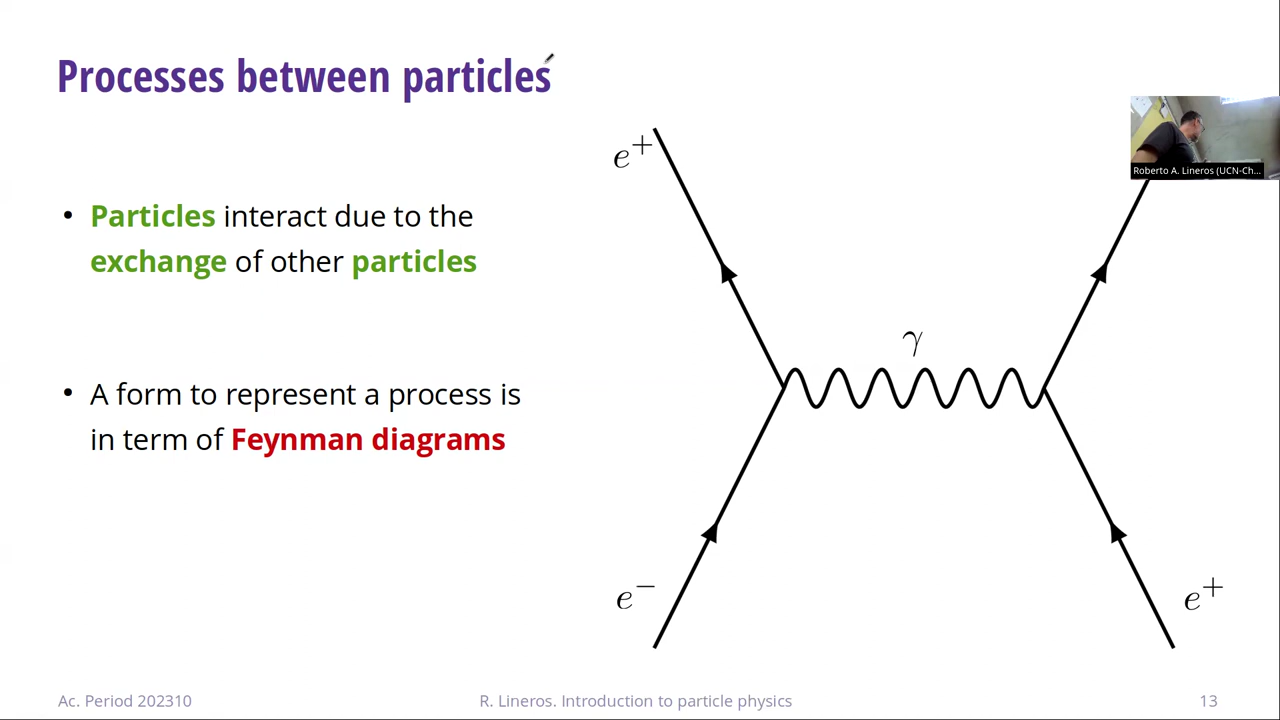 Processes between particles
• Particles interact due to the
exchange of other particles
• A form to represent a process is
in term of Feynman diagrams
e⁺
Roberto A. Lineros (UCN-Ch...
γ
e⁻
e⁺
Ac. Period 202310
R. Lineros. Introduction to particle physics
13